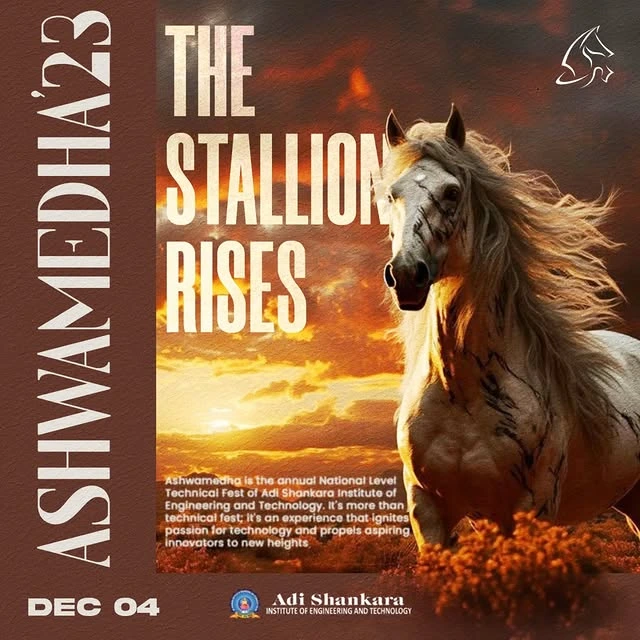 ASHWAMEDHA'23
THE
STALLION
RISES
Ashwamedha is the annual National Level
Technical Fest of Adi Shankara Institute of
Engineering and Technology. It's more than
technical fest; it's an experience that ignites
passion for technology and propels aspiring
innovators to new heights
DEC 04
Adi Shankara
INSTITUTE OF ENGINEERING AND TECHNOLOGY